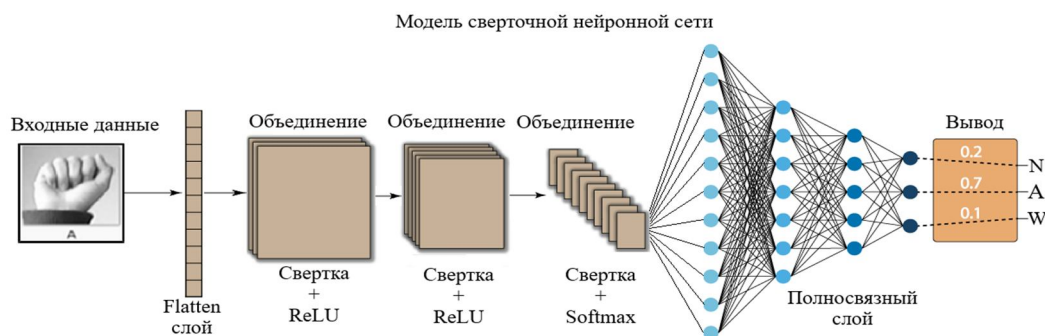 Модель сверточной нейронной сети
Входные данные
A
Flatten
слой
Объединение
Свертка
+
ReLU
Объединение
Свертка
+
ReLU
Объединение
Свертка
+
Softmax
Полносвязный
слой
Вывод
0.2
N
0.7
A
0.1
W